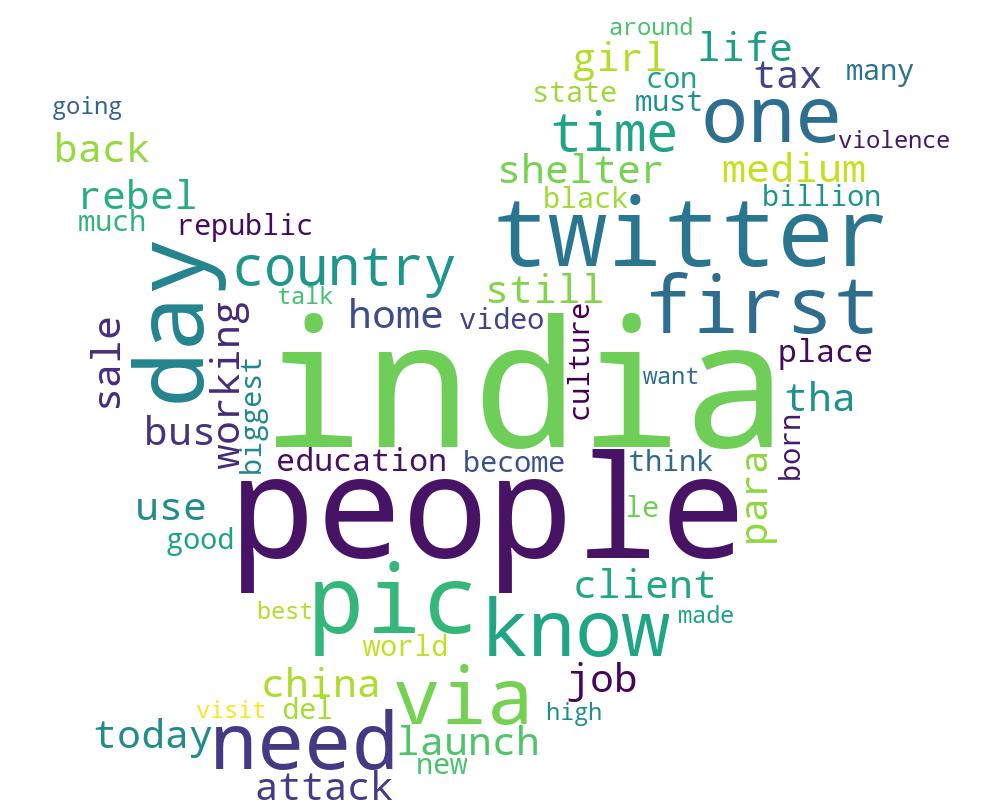 around
life
girl
con
tax
many
state
must
going
one
time
violence
back
shelter
medium
rebel
black
billion
much
republic
twitter
day
country
still
first
talk
home
video
culture
place
sale
working
india
want
biggest
tha
bus
born
education
become
think
para
people
use
le
good
pic
client
best
know
made
world
china
via
job
visit
del
high
today
need
launch
new
attack